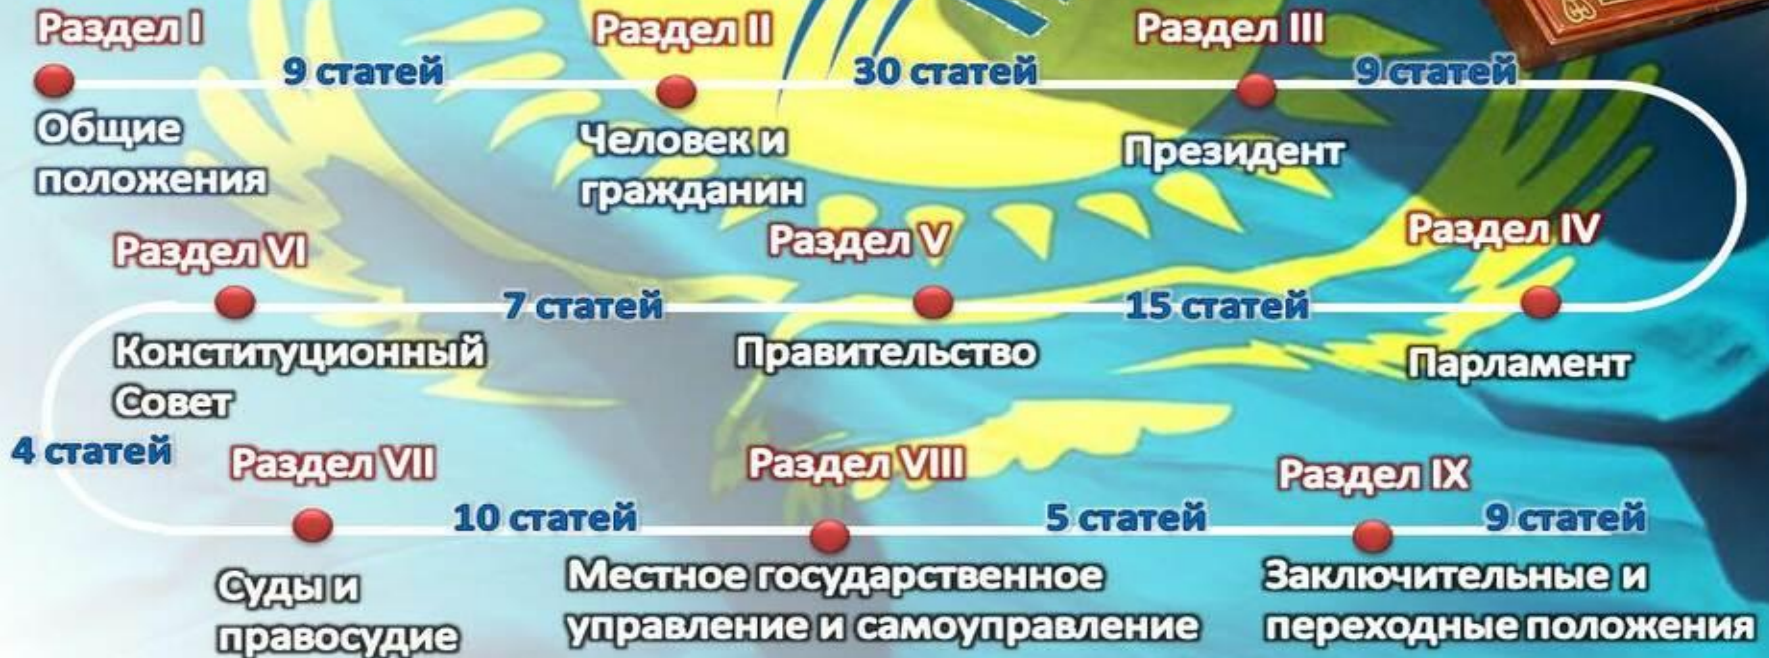 Раздел I
9 статей
Общие
положения
Раздел II
30 статей
Человек и
гражданин
Раздел III
9 статей
Президент
Раздел IV
15 статей
Парламент
Раздел V
7 статей
Правительство
Раздел VI
Конституционный
Совет
4 статей
Раздел VII
10 статей
Суды и
правосудие
Раздел VIII
5 статей
Местное государственное
управление и самоуправление
Раздел IX
9 статей
Заключительные и
переходные положения